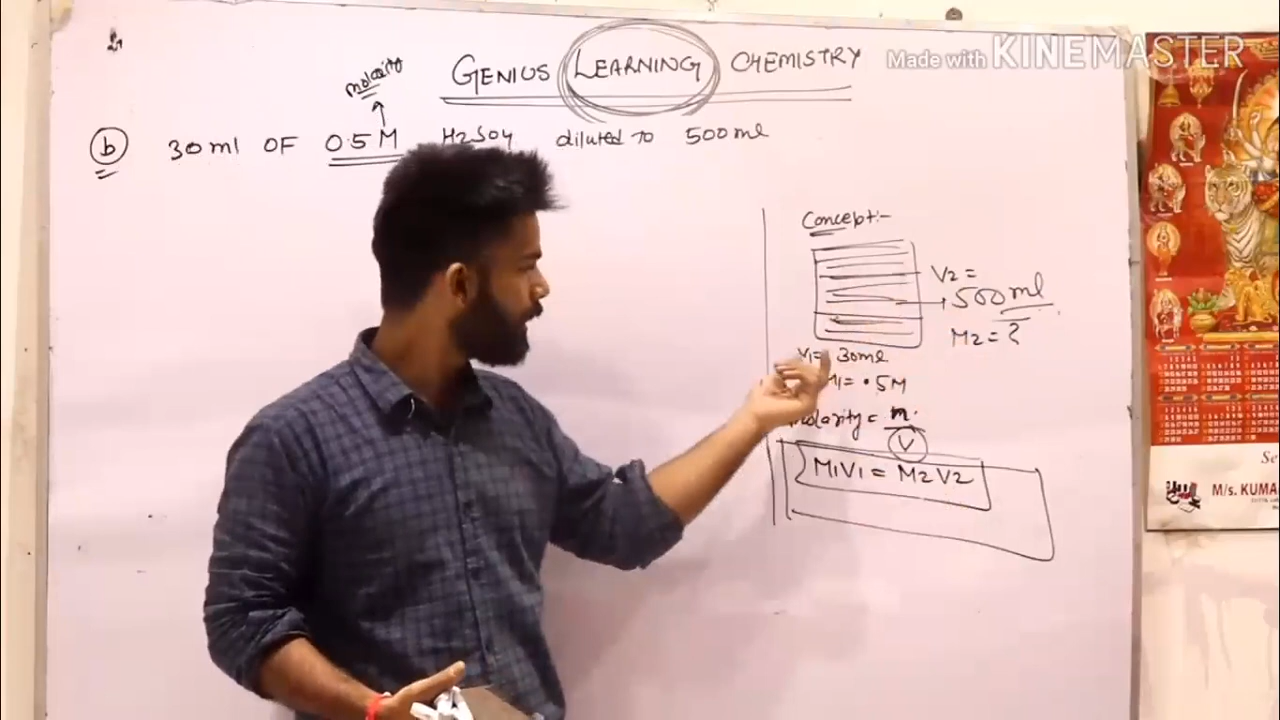 GENIUS LEARNING CHEMISTRY
Made with KINEMASTER
molarity
b 30ml OF 0.5M H2SO4 diluted to 500ml
Concept:-
V2 =
500ml
M2 = ?
V1= 30ml
M1= .5M
molarity = n
V
M1V1 = M2V2
M/s. KUMA